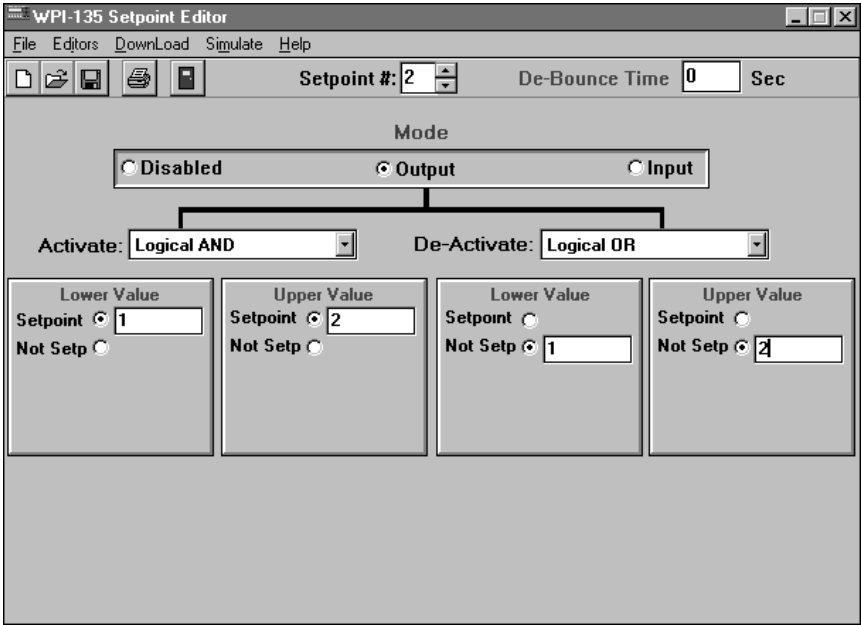 WPI-135 Setpoint Editor
File Editors DownLoad Simulate Help
Setpoint #: 2 De-Bounce Time 0 Sec
Mode
Disabled Output Input
Activate: Logical AND De-Activate: Logical OR
Lower Value Upper Value Lower Value Upper Value
Setpoint 1 Setpoint 2 Setpoint Setpoint
Not Setp Not Setp Not Setp 1 Not Setp 2